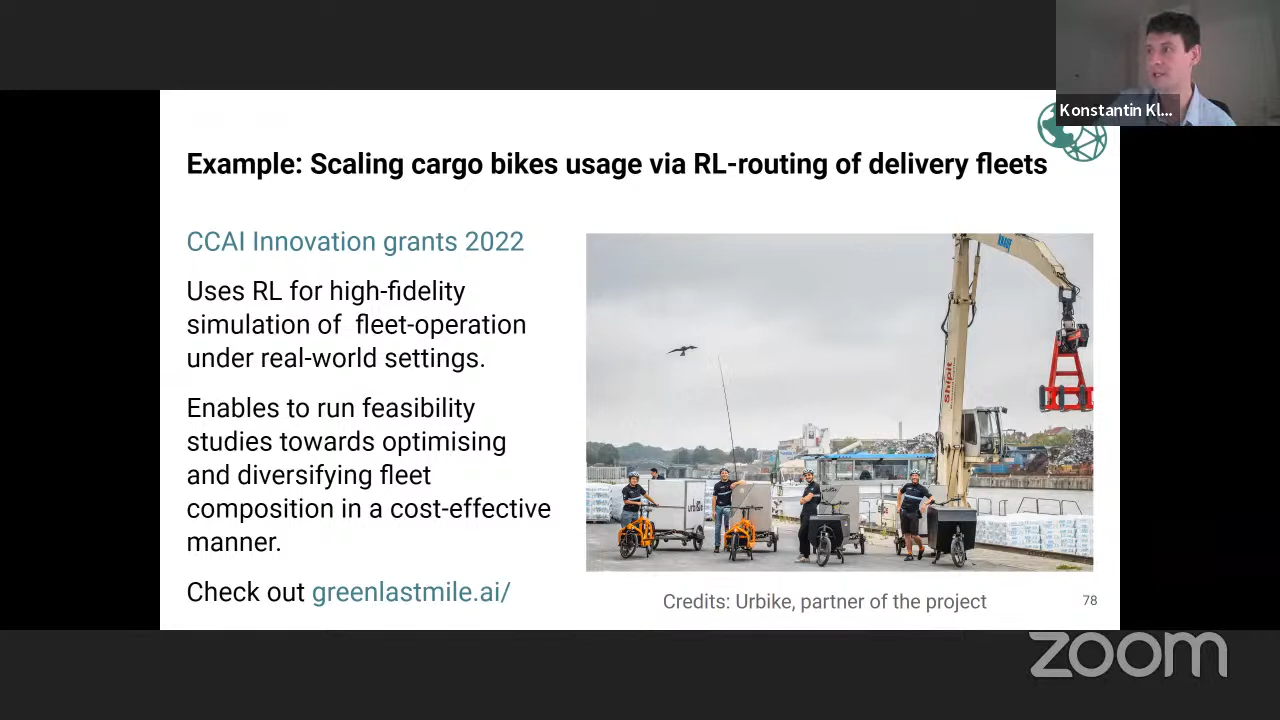 Konstantin Kl...
Example: Scaling cargo bikes usage via RL-routing of delivery fleets
CCAI Innovation grants 2022
Uses RL for high-fidelity
simulation of fleet-operation
under real-world settings.
Enables to run feasibility
studies towards optimising
and diversifying fleet
composition in a cost-effective
manner.
Check out greenlastmile.ai/
KNAUF
Shipit
urbike
Credits: Urbike, partner of the project
78
zoom